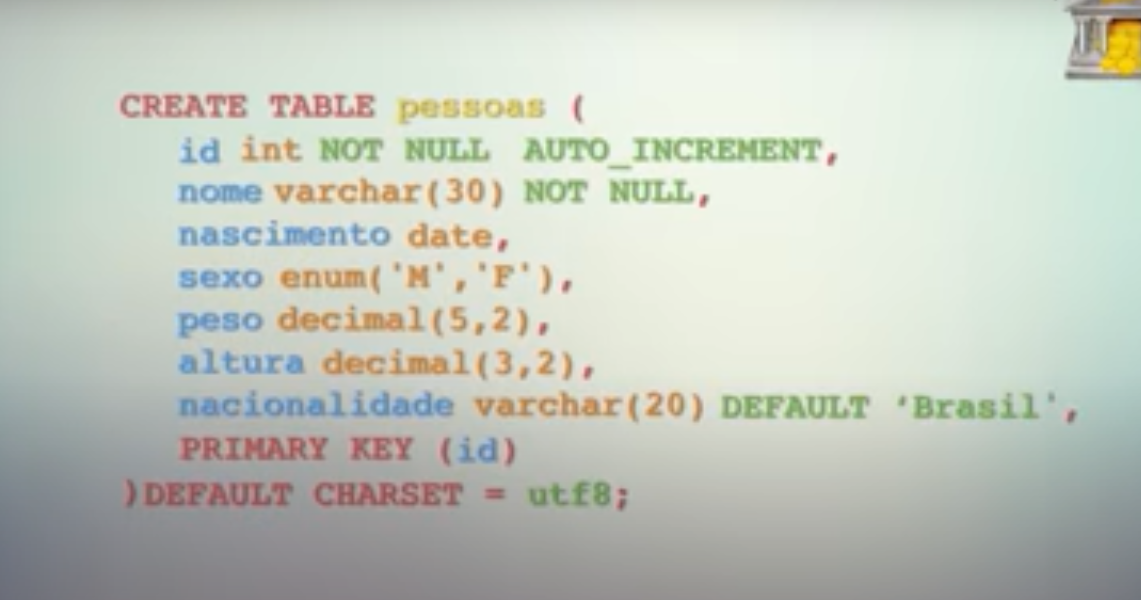 CREATE TABLE pessoas (
id int NOT NULL AUTO_INCREMENT,
nome varchar(30) NOT NULL,
nascimento date,
sexo enum('M','F'),
peso decimal(5,2),
altura decimal(3,2),
nacionalidade varchar(20) DEFAULT ‘Brasil',
PRIMARY KEY (id)
)DEFAULT CHARSET = utf8;